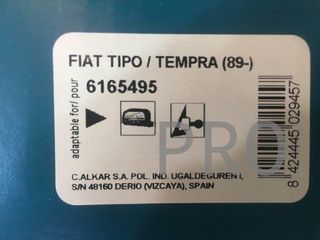 FIAT TIPO / TEMPRA (89-)
adaptable for/ pour
6165495
PRO
C.ALKAR S.A. POL. IND. UGALDEGUREN I,
S/N 48160 DERIO (VIZCAYA), SPAIN
8 424445 029457